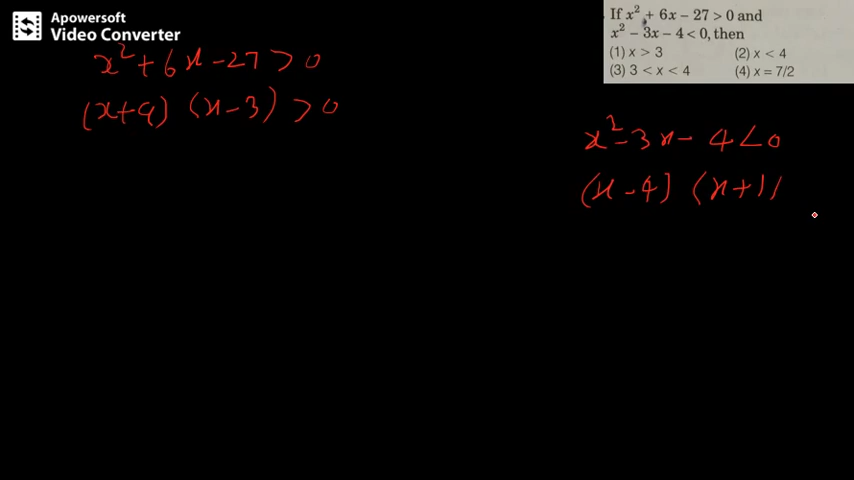 Apowersoft
Video Converter
If x² + 6x − 27 > 0 and
x² − 3x − 4 < 0, then
(1) x > 3 (2) x < 4
(3) 3 < x < 4 (4) x = 7/2
x² + 6x - 27 > 0
(x+9) (x-3) > 0
x² - 3x - 4 < 0
(x-4) (x+1)